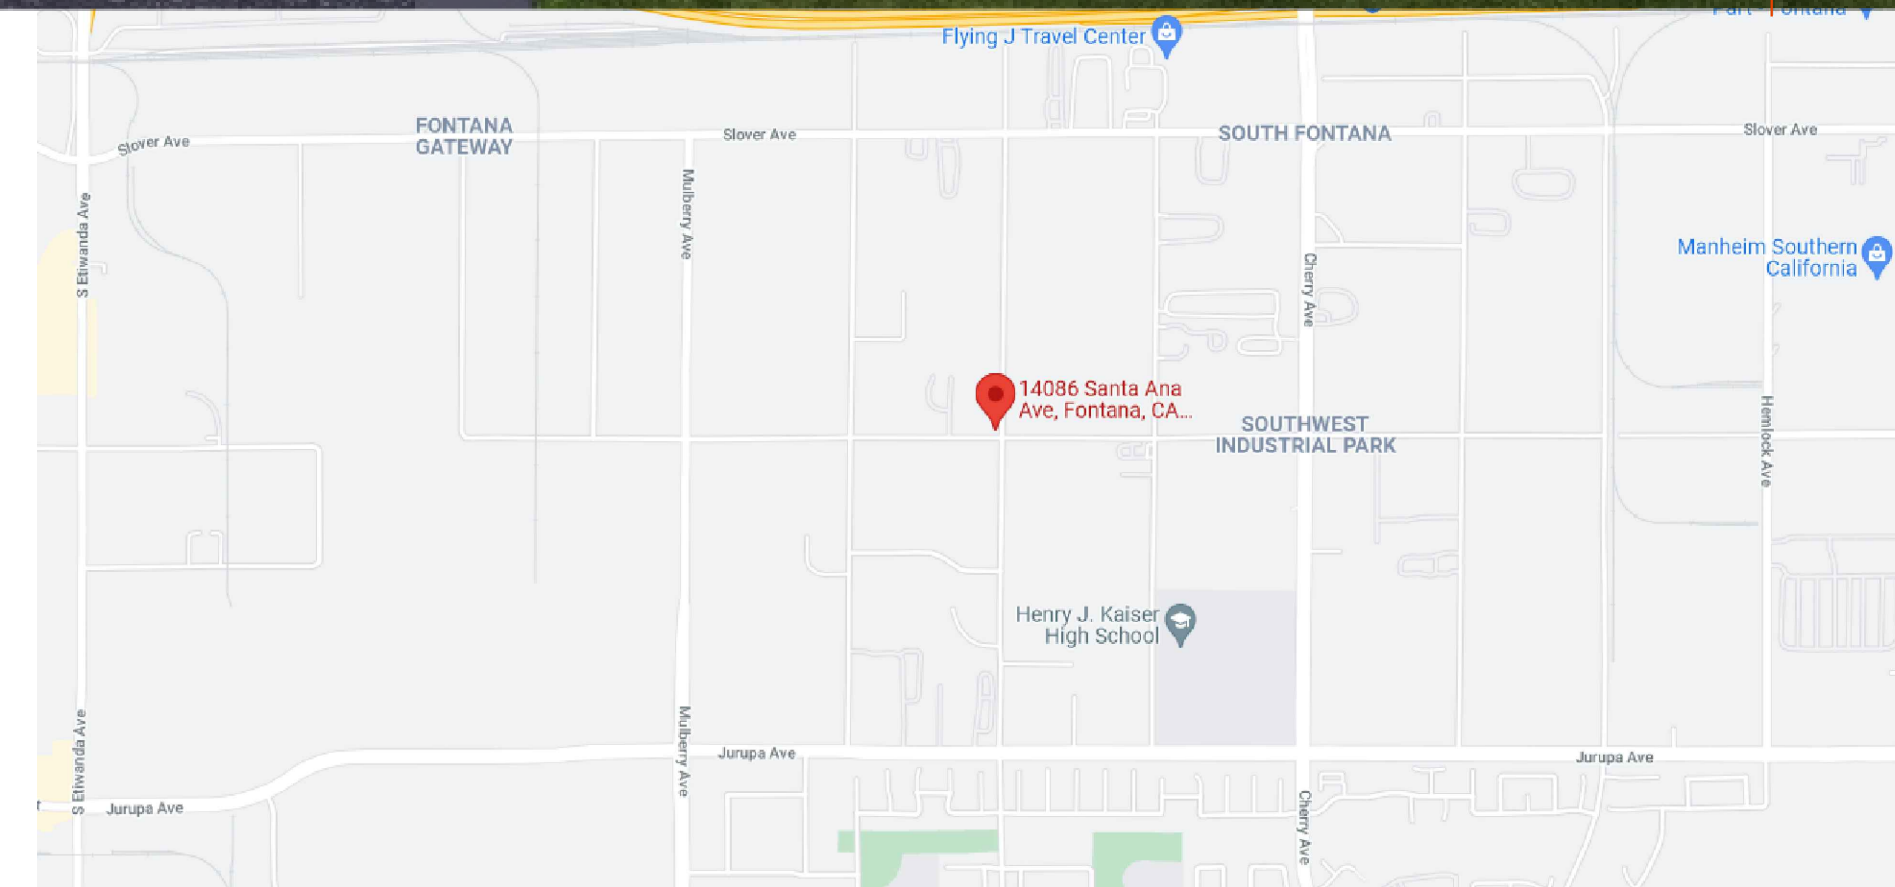 Flying J Travel Center
FONTANA
GATEWAY
Slover Ave
Slover Ave
SOUTH FONTANA
Slover Ave
S Etiwanda Ave
Mulberry Ave
Cherry Ave
Manheim Southern
California
14086 Santa Ana
Ave, Fontana, CA...
SOUTHWEST
INDUSTRIAL PARK
Hemlock Ave
Henry J. Kaiser
High School
S Etiwanda Ave
Mulberry Ave
Jurupa Ave
Jurupa Ave
Jurupa Ave
Cherry Ave